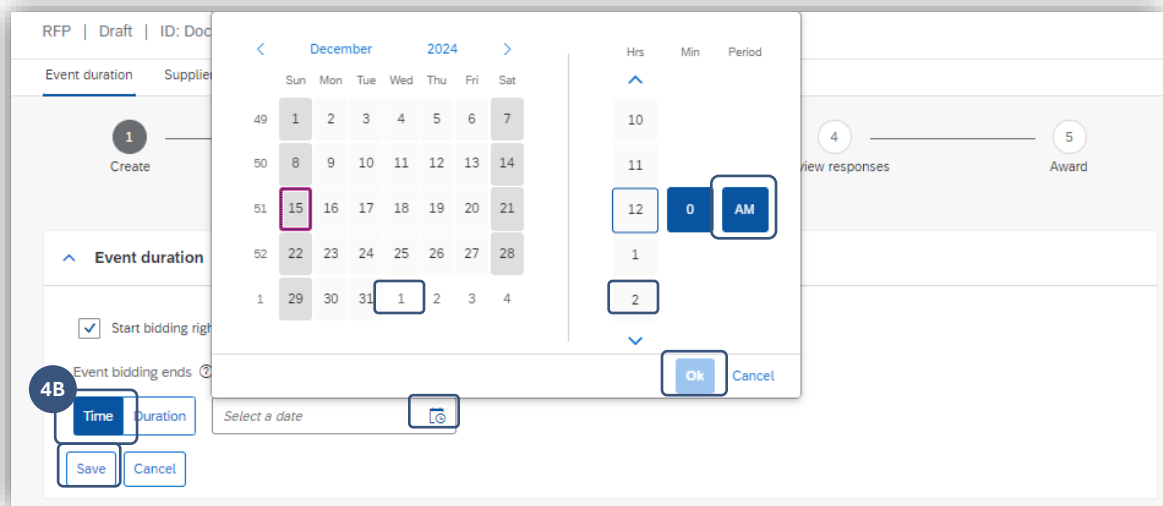 RFP | Draft | ID: Doc
Event duration Supplier
1 Create
4 view responses
5 Award
Event duration
Start bidding righ
Event bidding ends
4B
Time Duration Select a date
Save Cancel
December 2024
Sun Mon Tue Wed Thu Fri Sat
49 1 2 3 4 5 6 7
50 8 9 10 11 12 13 14
51 15 16 17 18 19 20 21
52 22 23 24 25 26 27 28
1 29 30 31 1 2 3 4
Hrs Min Period
10
11
12 0 AM
1
2
Ok Cancel